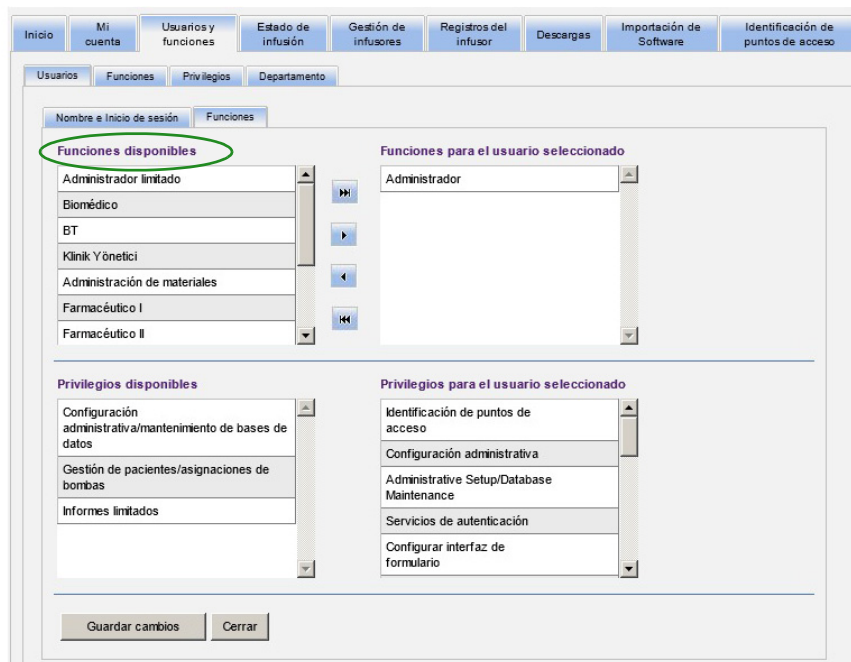 Inicio
Mi
cuenta
Usuarios y
funciones
Estado de
infusión
Gestión de
infusores
Registros del
infusor
Descargas
Importación de
Software
Identificación de
puntos de acceso
Usuarios
Funciones
Privilegios
Departamento
Nombre e Inicio de sesión
Funciones
Funciones disponibles
Administrador limitado
Biomédico
BT
Klinik Yönetici
Administración de materiales
Farmacéutico I
Farmacéutico II
Funciones para el usuario seleccionado
Administrador
Privilegios disponibles
Configuración
administrativa/mantenimiento de bases de
datos
Gestión de pacientes/asignaciones de
bombas
Informes limitados
Privilegios para el usuario seleccionado
Identificación de puntos de
acceso
Configuración administrativa
Administrative Setup/Database
Maintenance
Servicios de autenticación
Configurar interfaz de
formulario
Guardar cambios
Cerrar